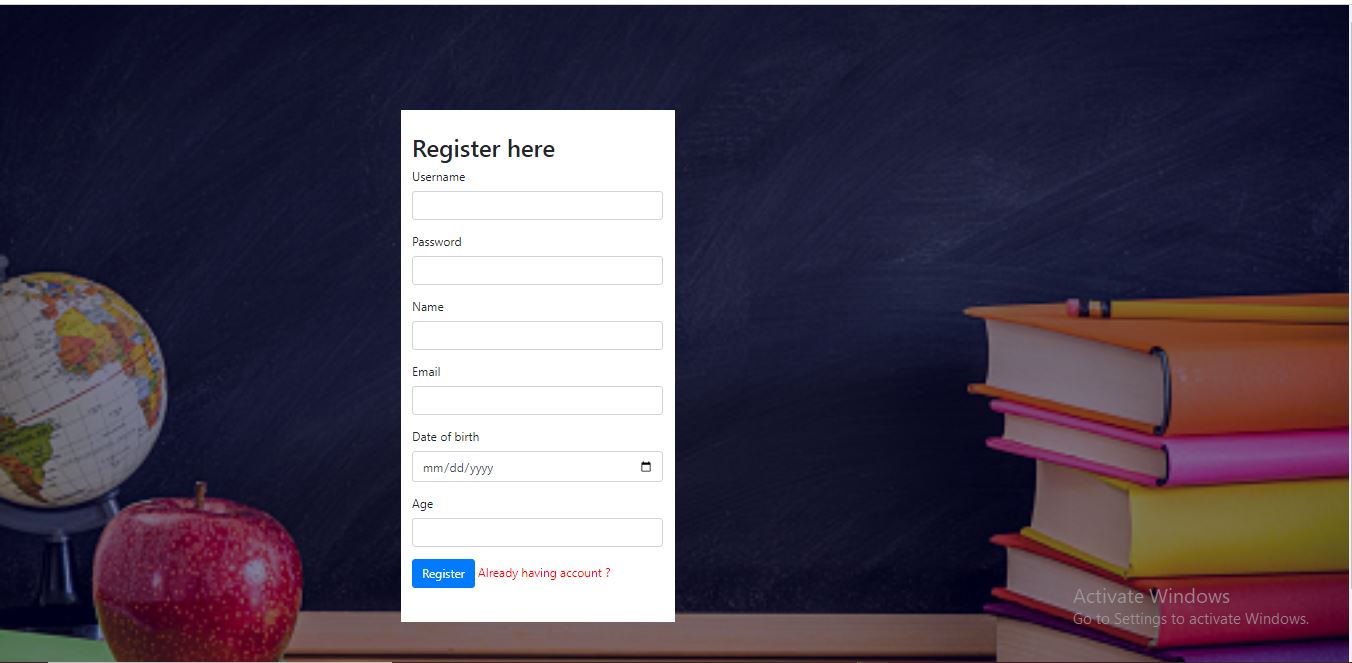 Register here
Username
Password
Name
Email
Date of birth
mm/dd/yyyy
Age
Register Already having account ?
Activate Windows
Go to Settings to activate Windows.